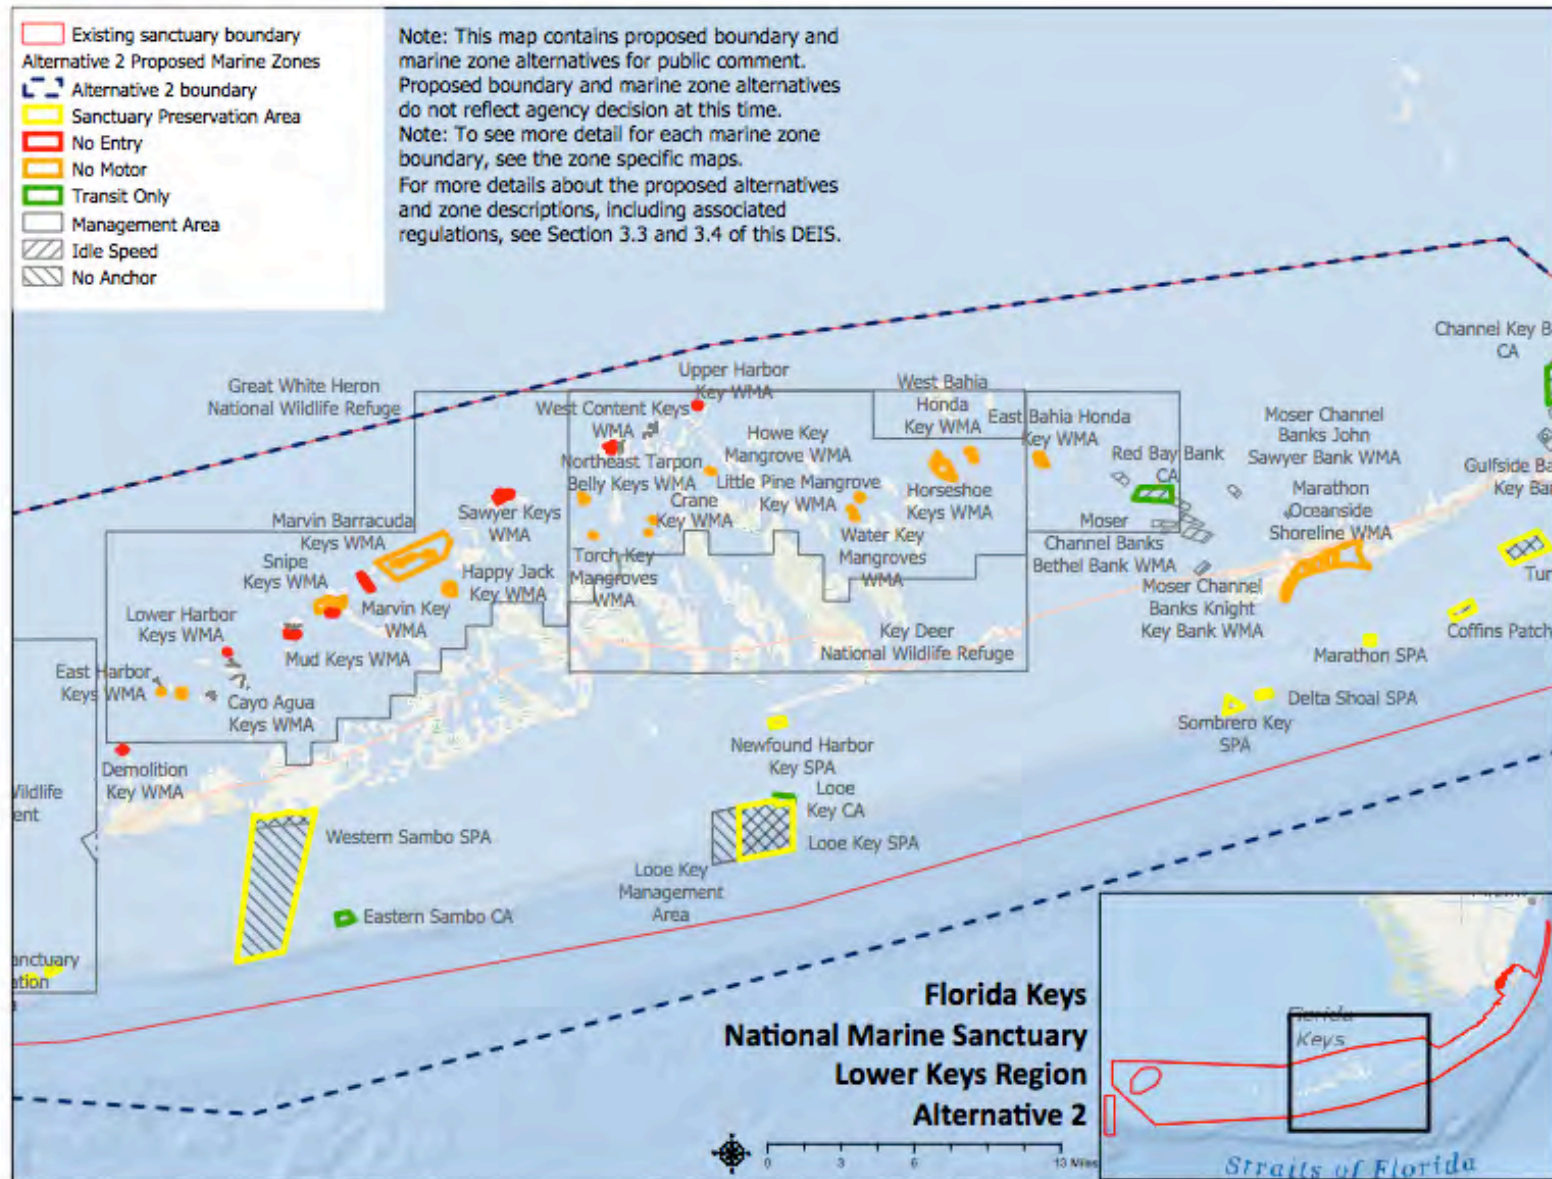 Existing sanctuary boundary
Alternative 2 Proposed Marine Zones
Alternative 2 boundary
Sanctuary Preservation Area
No Entry
No Motor
Transit Only
Management Area
Idle Speed
No Anchor
Note: This map contains proposed boundary and
marine zone alternatives for public comment.
Proposed boundary and marine zone alternatives
do not reflect agency decision at this time.
Note: To see more detail for each marine zone
boundary, see the zone specific maps.
For more details about the proposed alternatives
and zone descriptions, including associated
regulations, see Section 3.3 and 3.4 of this DEIS.
Channel Key B
CA
Great White Heron
National Wildlife Refuge
Upper Harbor
Key WMA
West Content Keys
WMA
West Bahia
Honda
Key WMA
East Bahia Honda
Key WMA
Howe Key
Mangrove WMA
Moser Channel
Banks John
Sawyer Bank WMA
Red Bay Bank
CA
Gulfside Ba
Key Ban
Northeast Tarpon
Belly Keys WMA
Little Pine Mangrove
Key WMA
Crane
Key WMA
Horseshoe
Keys WMA
Marathon
Oceanside
Shoreline WMA
Sawyer Keys
WMA
Marvin Barracuda
Keys WMA
Moser
Channel Banks
Bethel Bank WMA
Water Key
Mangroves
WMA
Torch Key
Mangroves
WMA
Snipe
Keys WMA
Happy Jack
Key WMA
Marvin Key
WMA
Tur
Moser Channel
Banks Knight
Key Bank WMA
Lower Harbor
Keys WMA
Mud Keys WMA
Key Deer
National Wildlife Refuge
Coffins Patch
Marathon SPA
East Harbor
Keys WMA
Cayo Agua
Keys WMA
Delta Shoal SPA
Sombrero Key
SPA
Newfound Harbor
Key SPA
Demolition
Key WMA
Wildlife
ent
Looe
Key CA
Western Sambo SPA
Looe Key SPA
Looe Key
Management
Area
Eastern Sambo CA
anctuary
ation
Florida Keys
National Marine Sanctuary
Lower Keys Region
Alternative 2
0 3 6 13 Miles
Florida
Keys
Straits of Florida